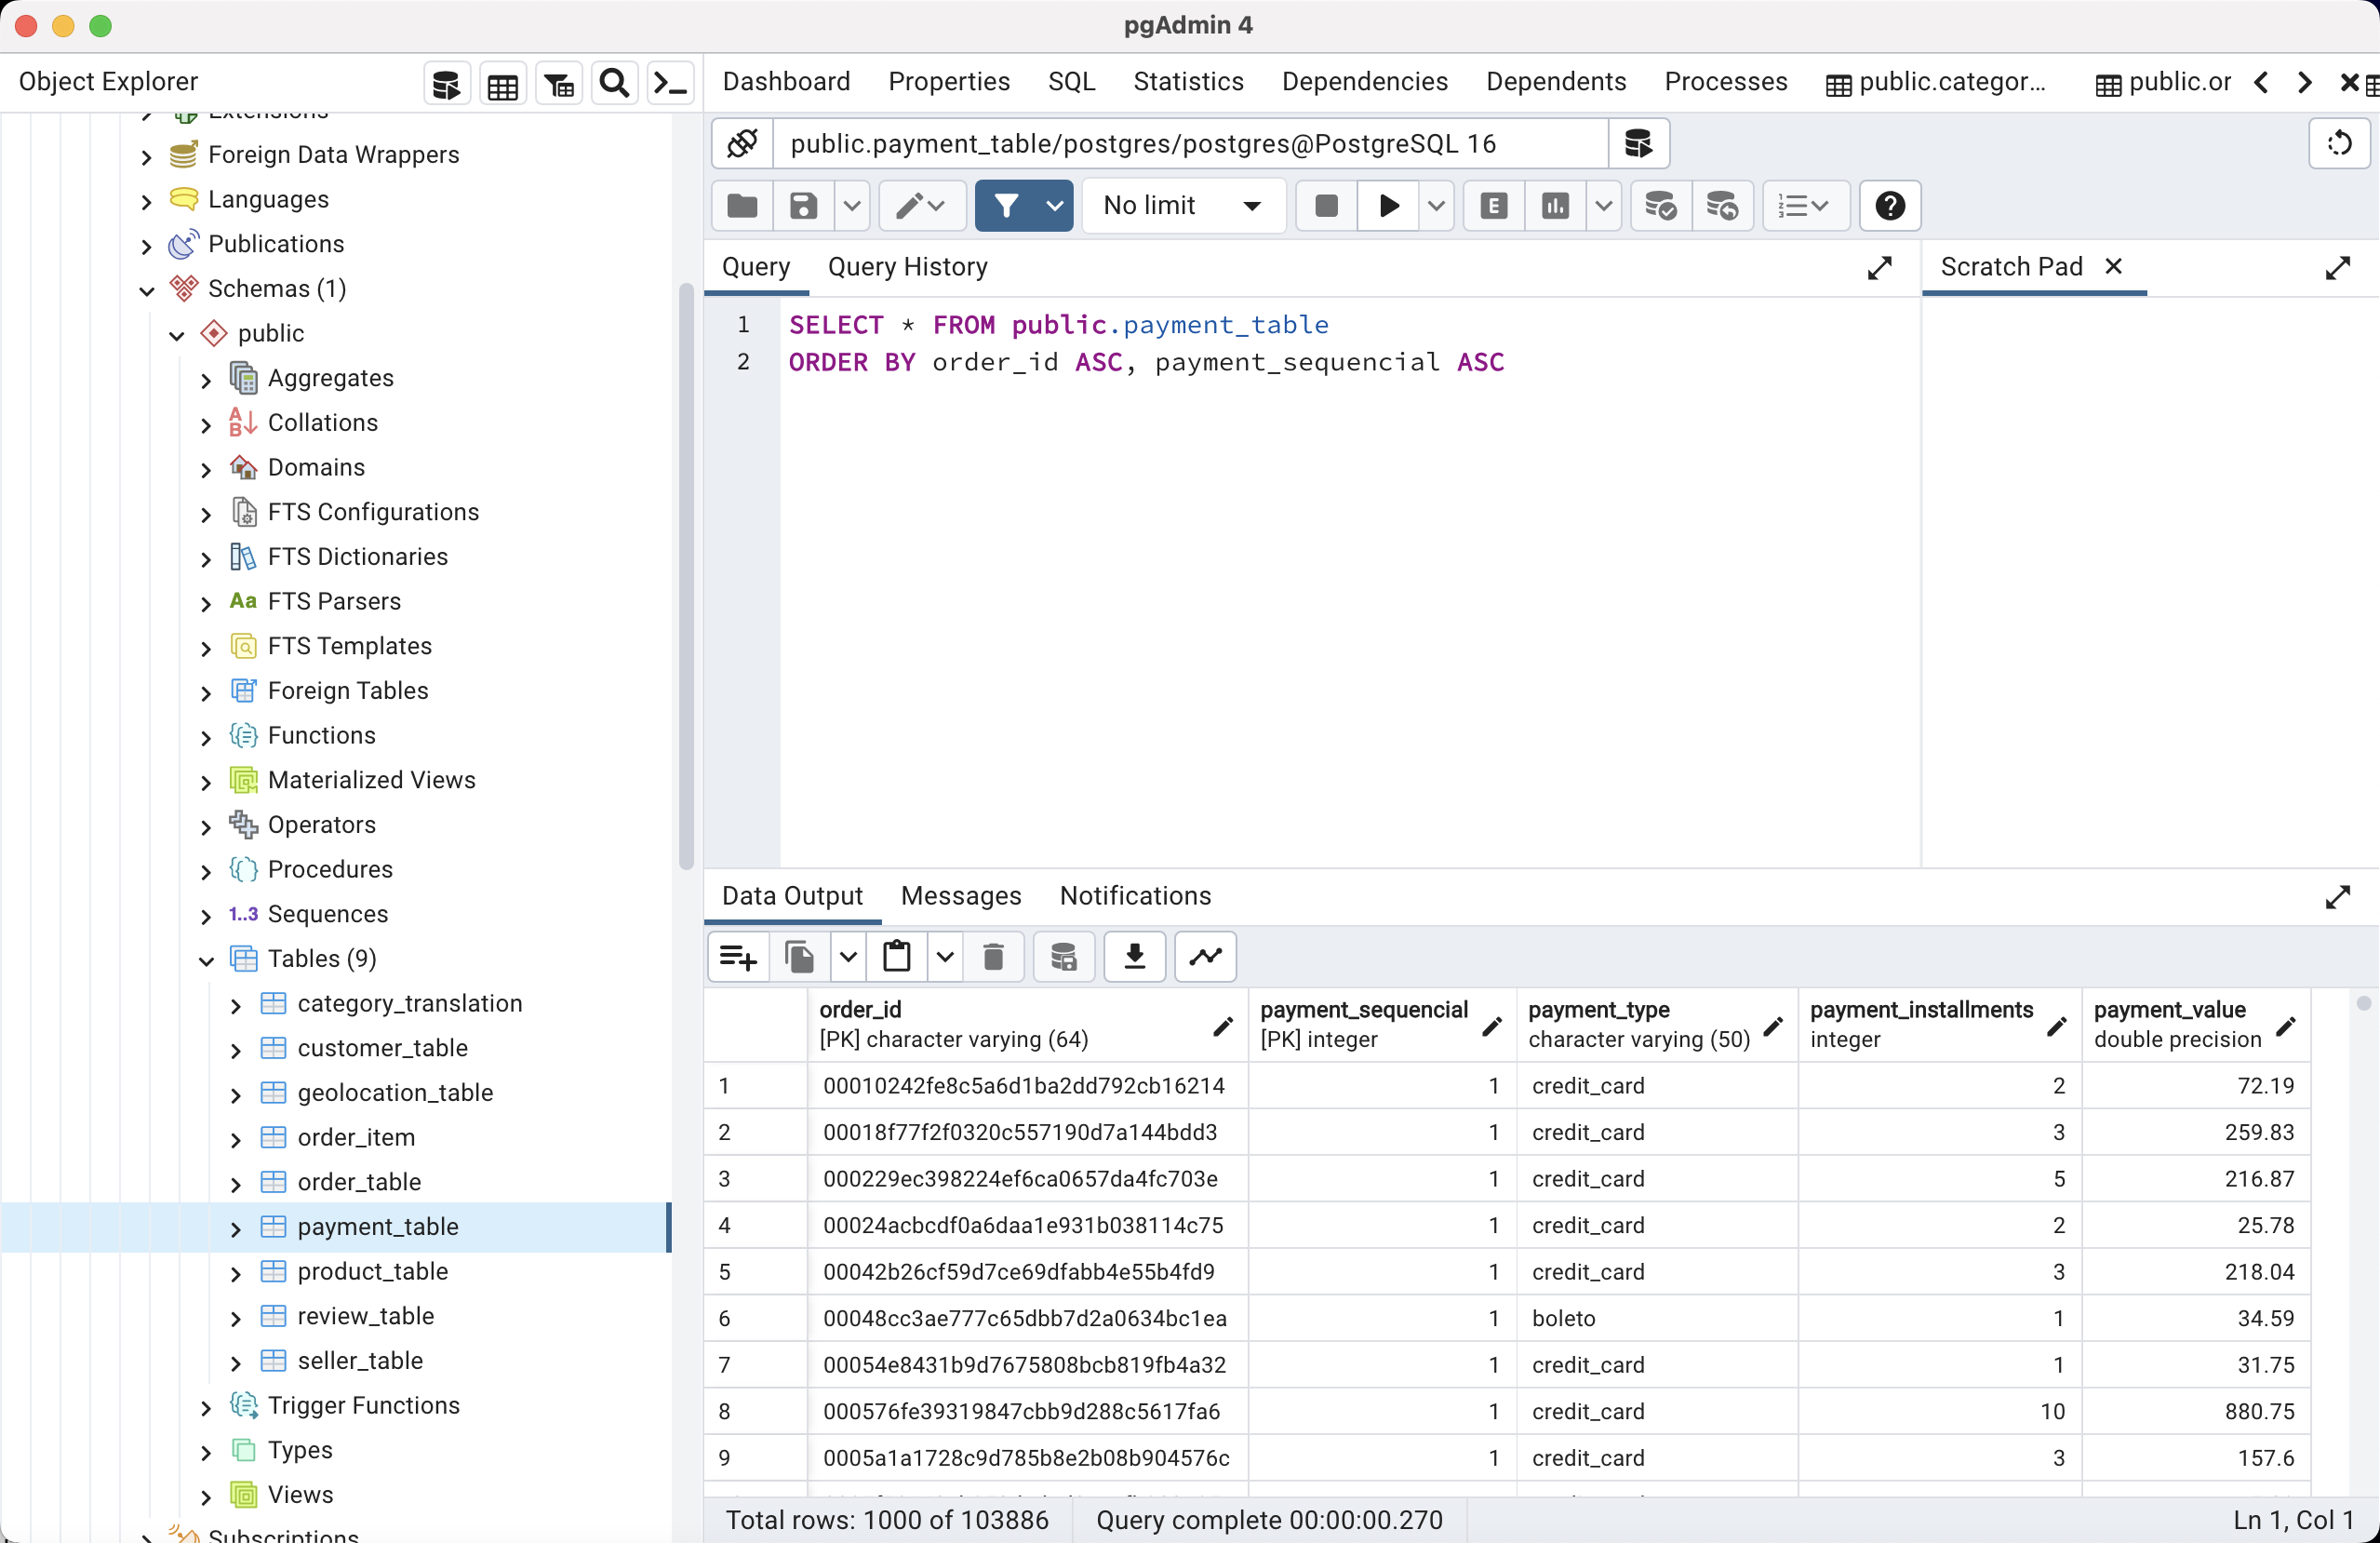 pgAdmin 4
Object Explorer
Dashboard Properties SQL Statistics Dependencies Dependents Processes public.categor... public.or
Extensions
Foreign Data Wrappers
Languages
Publications
Schemas (1)
public
Aggregates
Collations
Domains
FTS Configurations
FTS Dictionaries
Aa FTS Parsers
FTS Templates
Foreign Tables
Functions
Materialized Views
Operators
Procedures
1..3 Sequences
Tables (9)
category_translation
customer_table
geolocation_table
order_item
order_table
payment_table
product_table
review_table
seller_table
Trigger Functions
Types
Views
Subscriptions
public.payment_table/postgres/postgres@PostgreSQL 16
No limit
E
Query Query History
Scratch Pad
1 SELECT * FROM public.payment_table
2 ORDER BY order_id ASC, payment_sequencial ASC
Data Output Messages Notifications
order_id payment_sequencial payment_type payment_installments payment_value
[PK] character varying (64) [PK] integer character varying (50) integer double precision
1 00010242fe8c5a6d1ba2dd792cb16214 1 credit_card 2 72.19
2 00018f77f2f0320c557190d7a144bdd3 1 credit_card 3 259.83
3 000229ec398224ef6ca0657da4fc703e 1 credit_card 5 216.87
4 00024acbcdf0a6daa1e931b038114c75 1 credit_card 2 25.78
5 00042b26cf59d7ce69dfabb4e55b4fd9 1 credit_card 3 218.04
6 00048cc3ae777c65dbb7d2a0634bc1ea 1 boleto 1 34.59
7 00054e8431b9d7675808bcb819fb4a32 1 credit_card 1 31.75
8 000576fe39319847cbb9d288c5617fa6 1 credit_card 10 880.75
9 0005a1a1728c9d785b8e2b08b904576c 1 credit_card 3 157.6
Total rows: 1000 of 103886 Query complete 00:00:00.270 Ln 1, Col 1